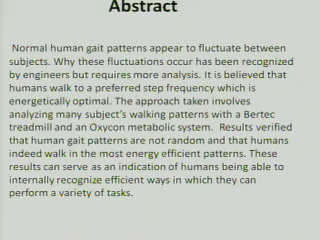 Abstract
Normal human gait patterns appear to fluctuate between
subjects. Why these fluctuations occur has been recognized
by engineers but requires more analysis. It is believed that
humans walk to a preferred step frequency which is
energetically optimal. The approach taken involves
analyzing many subject's walking patterns with a Bertec
treadmill and an Oxycon metabolic system. Results verified
that human gait patterns are not random and that humans
indeed walk in the most energy efficient patterns. These
results can serve as an indication of humans being able to
internally recognize efficient ways in which they can
perform a variety of tasks.